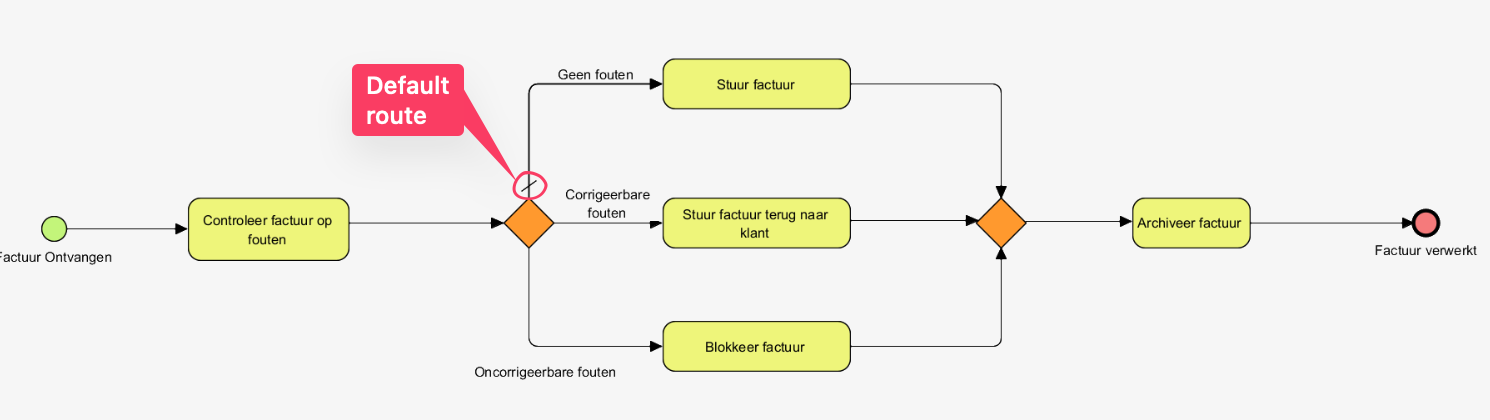 Default
route
Geen fouten
Stuur factuur
Corrigeerbare
fouten
Controleer factuur op
fouten
Stuur factuur terug naar
klant
Archiveer factuur
Factuur Ontvangen
Factuur verwerkt
Blokkeer factuur
Oncorrigeerbare fouten